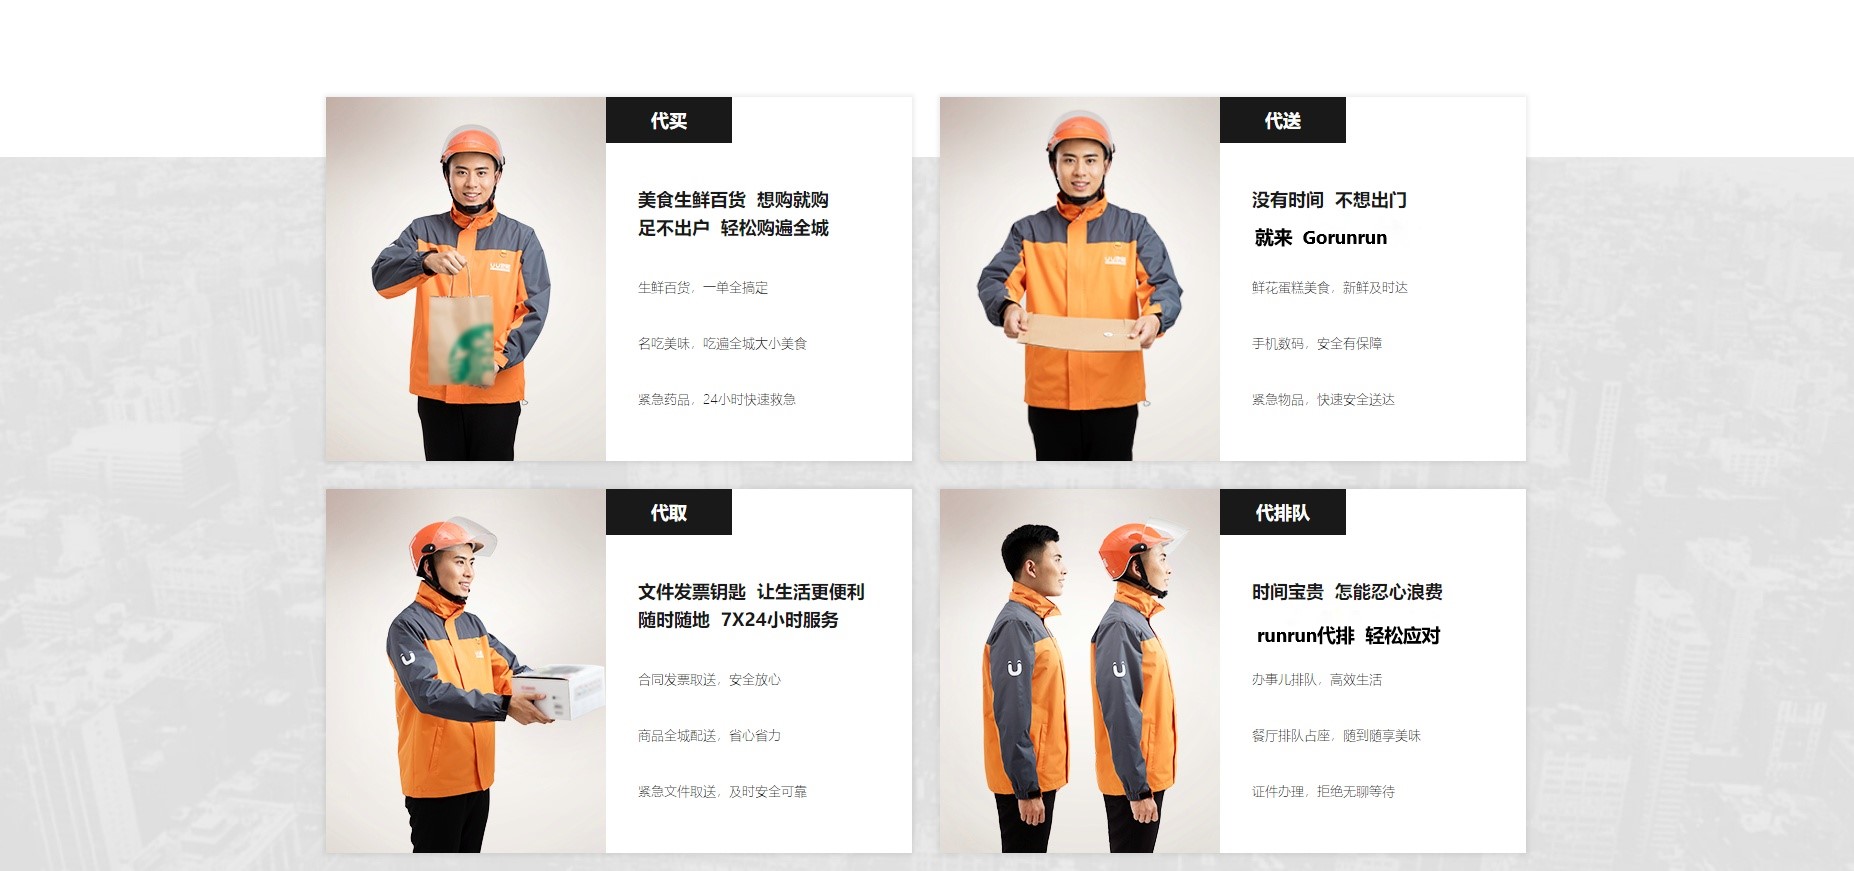 代买
美食生鲜百货 想购就购
足不出户 轻松购遍全城
生鲜百货，一单全搞定
名吃美味，吃遍全城大小美食
紧急药品，24小时快速救急
代送
没有时间 不想出门
就来 Gorunrun
鲜花蛋糕美食，新鲜及时达
手机数码，安全有保障
紧急物品，快速安全送达
代取
文件发票钥匙 让生活更便利
随时随地 7X24小时服务
合同发票取送，安全放心
商品全城配送，省心省力
紧急文件取送，及时安全可靠
代排队
时间宝贵 怎能忍心浪费
runrun代排 轻松应对
办事儿排队，高效生活
餐厅排队占座，随到随享美味
证件办理，拒绝无聊等待